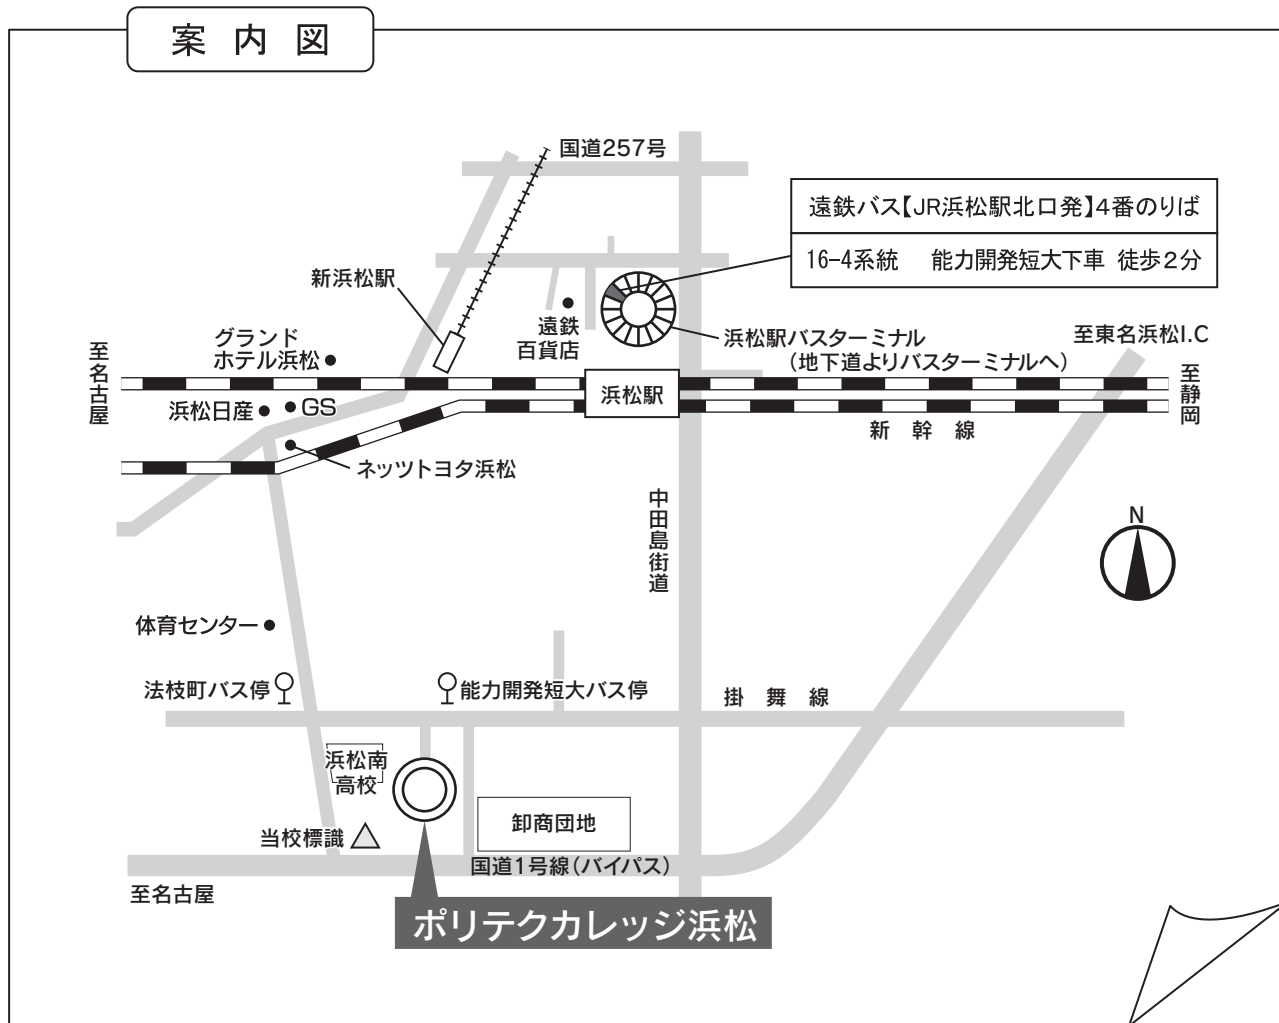 案内図
国道257号
遠鉄バス【JR浜松駅北口発】4番のりば
16-4系統 能力開発短大下車 徒歩2分
新浜松駅
遠鉄
百貨店
浜松駅バスターミナル
(地下道よりバスターミナルへ)
至東名浜松I.C
グランド
ホテル浜松
至名古屋
浜松駅
至静岡
浜松日産
GS
新幹線
ネッツトヨタ浜松
中田島街道
N
体育センター
法枝町バス停
能力開発短大バス停
掛舞線
浜松南
高校
卸商団地
当校標識
国道1号線(バイパス)
至名古屋
ポリテクカレッジ浜松